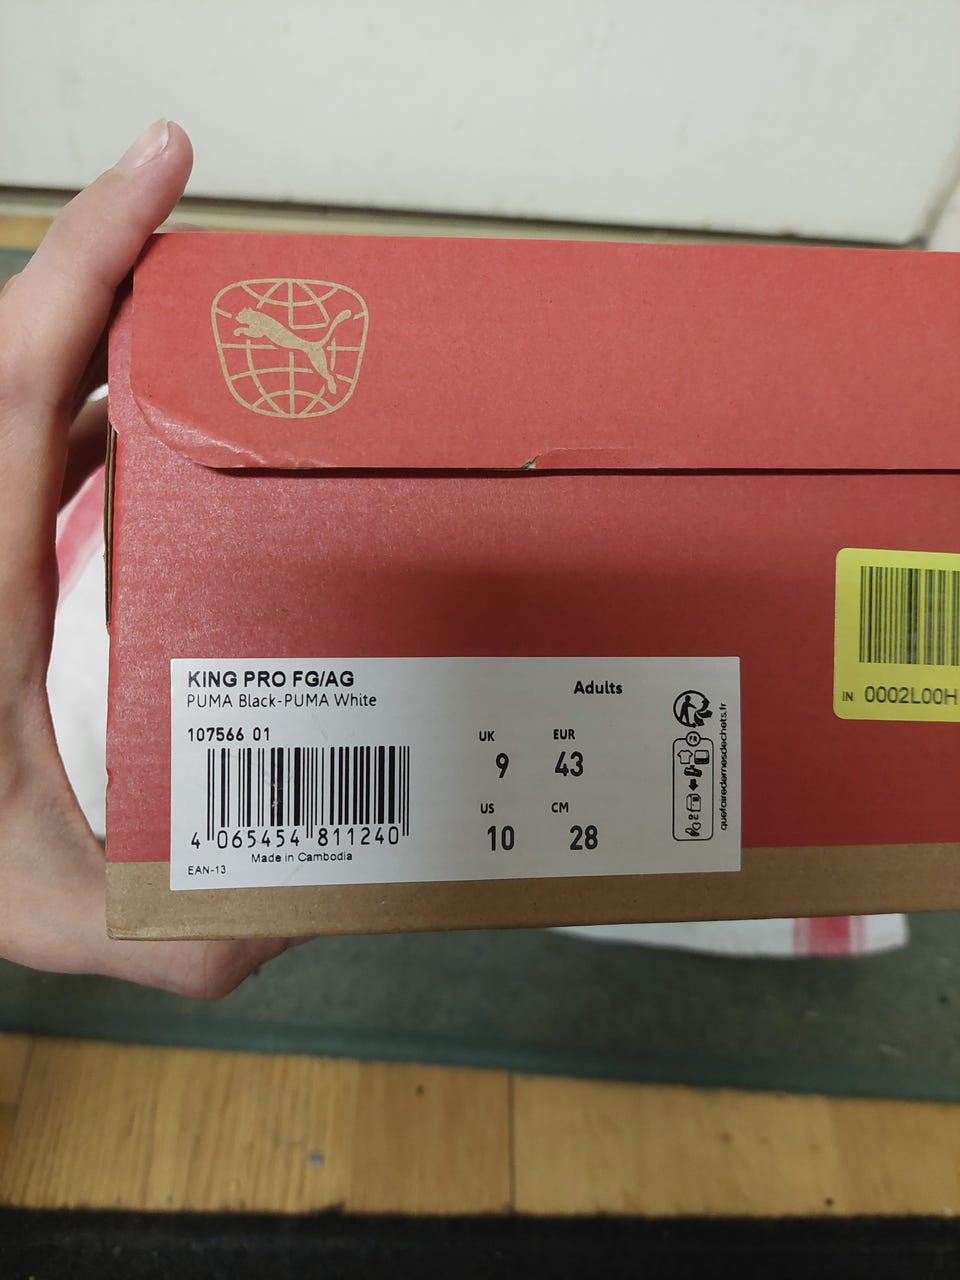 IN 0002L00H
KING PRO FG/AG
PUMA Black-PUMA White
Adults
107566 01
UK
EUR
9
43
US
CM
10
28
4 065454 811240
Made in Cambodia
EAN-13
FR
quefairedemesdechets.fr